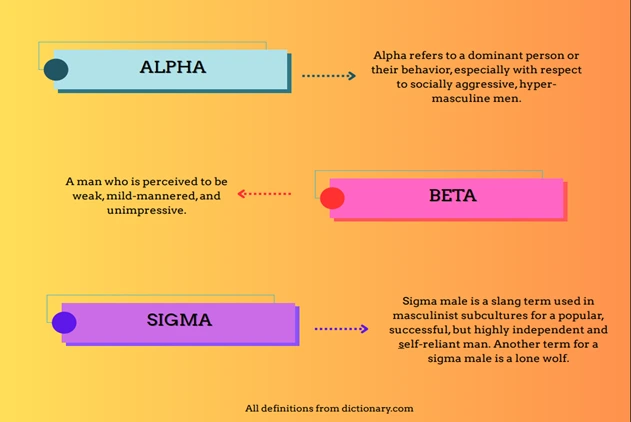 ALPHA
Alpha refers to a dominant person or
their behavior, especially with respect
to socially aggressive, hyper-
masculine men.
A man who is perceived to be
weak, mild-mannered, and
unimpressive.
BETA
SIGMA
Sigma male is a slang term used in
masculinist subcultures for a popular,
successful, but highly independent and
self-reliant man. Another term for a
sigma male is a lone wolf.
All definitions from dictionary.com